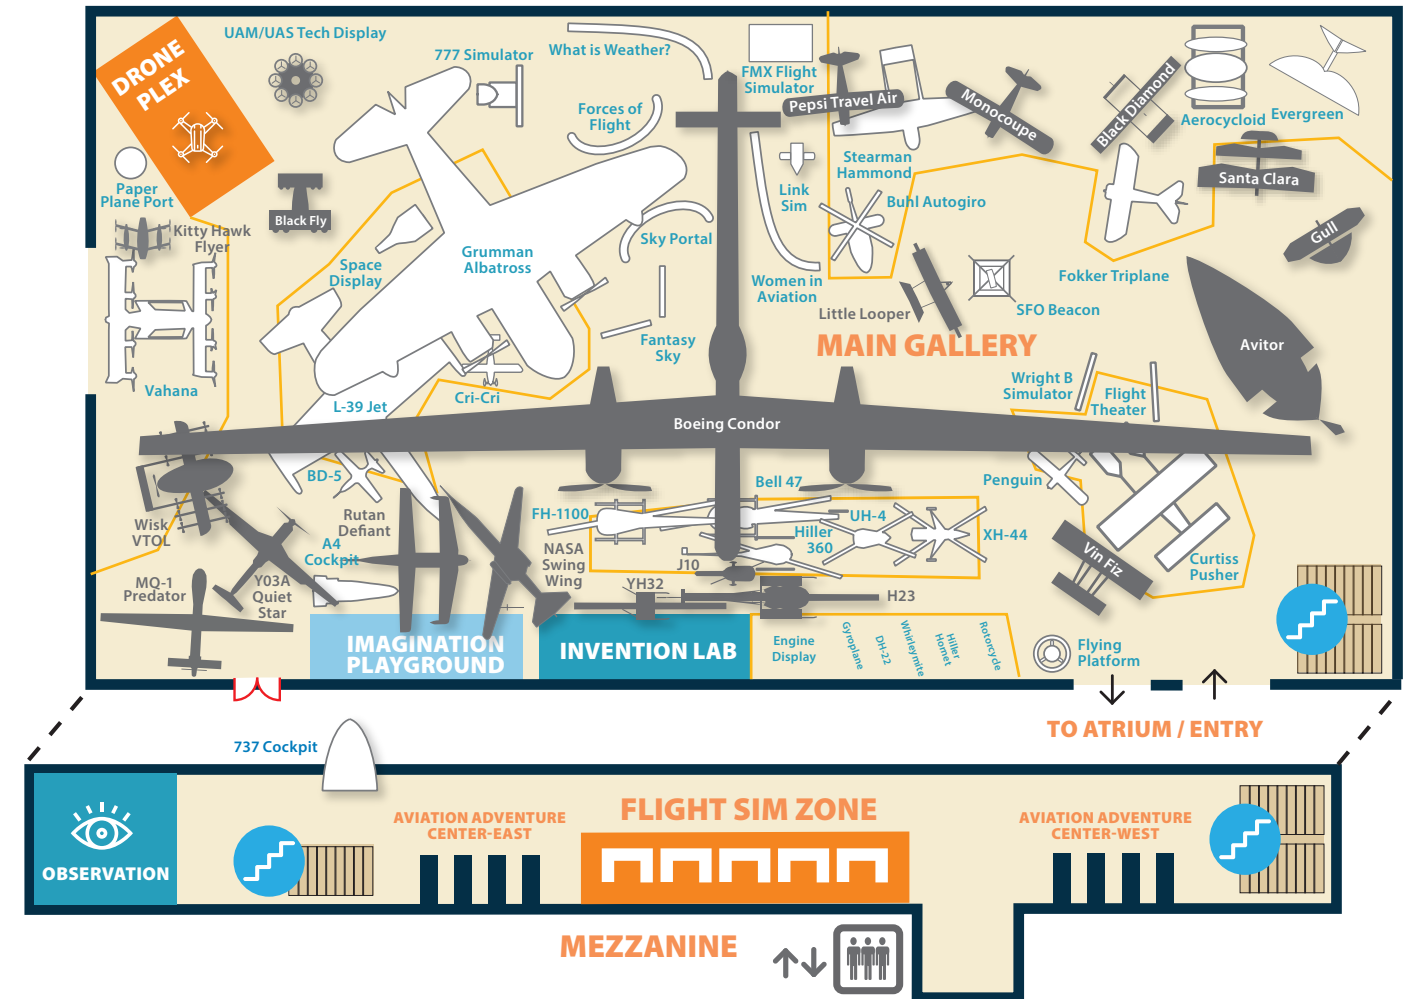 UAM/UAS Tech Display
777 Simulator
What is Weather?
DRONE
PLEX
FMX Flight
Simulator
Pepsi Travel Air
Monocoupe
Black Diamond
Aerocycloid
Evergreen
Forces of
Flight
Stearman
Hammond
Santa Clara
Paper
Plane Port
Black Fly
Link
Sim
Buhl Autogiro
Kitty Hawk
Flyer
Gull
Grumman
Albatross
Sky Portal
Space
Display
Women in
Aviation
Fokker Triplane
Little Looper
SFO Beacon
Fantasy
Sky
MAIN GALLERY
Avitor
Vahana
Wright B
Simulator
Flight
Theater
Cri-Cri
L-39 Jet
Boeing Condor
BD-5
Bell 47
Penguin
Wisk
VTOL
Rutan
Defiant
FH-1100
UH-4
Hiller
360
XH-44
A4
Cockpit
NASA
Swing
Wing
J10
Vin Fiz
Curtiss
Pusher
MQ-1
Predator
Y03A
Quiet
Star
YH32
H23
IMAGINATION
PLAYGROUND
INVENTION LAB
Engine
Display
Gyroplane
DH-22
Whirleymite
Hiller
Hornet
Rotorcycle
Flying
Platform
TO ATRIUM / ENTRY
737 Cockpit
OBSERVATION
AVIATION ADVENTURE
CENTER-EAST
FLIGHT SIM ZONE
AVIATION ADVENTURE
CENTER-WEST
MEZZANINE